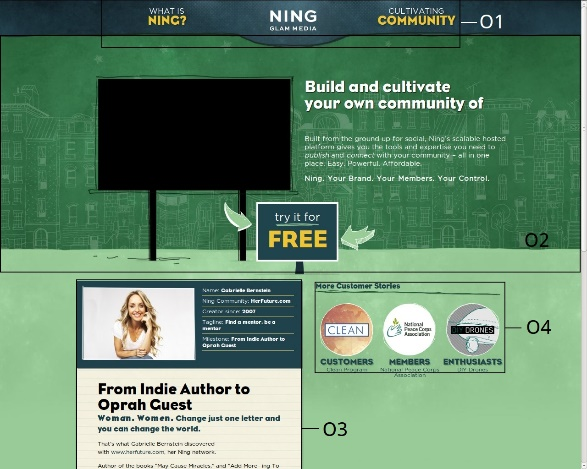 WHAT IS
NING?
NING
GLAM MEDIA
CULTIVATING
COMMUNITY
01
Build and cultivate
your own community of
Built from the ground-up for social, Ning's scalable hosted
platform gives you the tools and expertise you need to
publish and connect with your community – all in one
place. Easy. Powerful. Affordable.
Ning. Your Brand. Your Members. Your Control.
try it for
FREE
02
Name: Gabrielle Bernstein
Ning Community: HerFuture.com
Creator since: 2007
Tagline: Find a mentor, be a
mentor
Milestone: From Indie Author to
Oprah Guest
From Indie Author to
Oprah Guest
Woman. Women. Change just one letter and
you can change the world.
That's what Gabrielle Bernstein discovered
with www.herfuture.com, her Ning network.
Author of the books "May Cause Miracles," and "Add More -ing To
03
More Customer Stories
CLEAN
National
Peace Corps
Association
DIY DRONES
CUSTOMERS
Clean Program
MEMBERS
National Peace Corps
Association
ENTHUSIASTS
DIY Drones
04